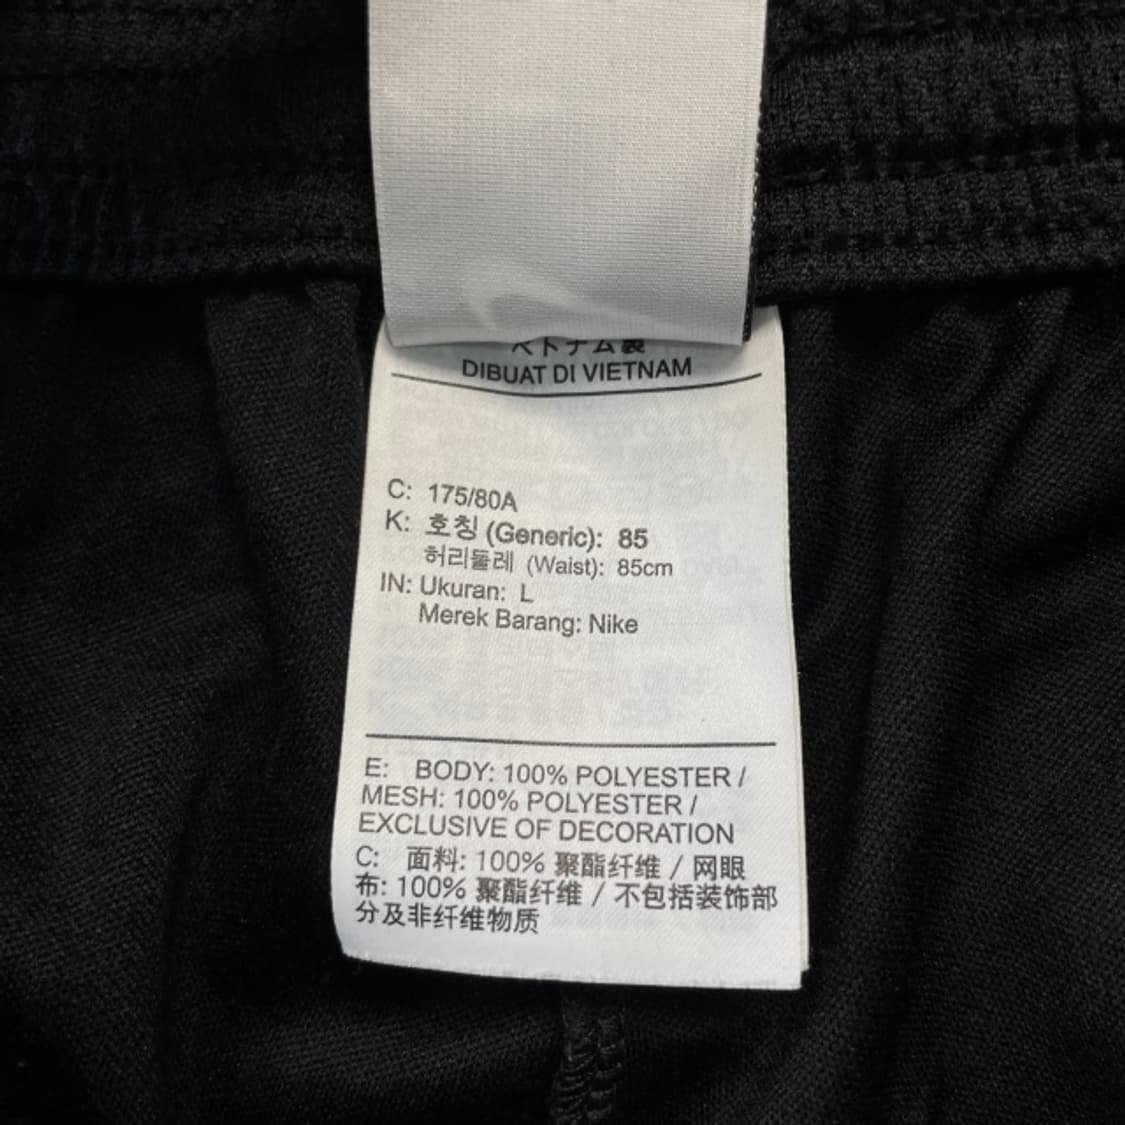 ベトナム製
DIBUAT DI VIETNAM
C: 175/80A
K: 호칭 (Generic): 85
허리둘레 (Waist): 85cm
IN: Ukuran: L
Merek Barang: Nike
E: BODY: 100% POLYESTER /
MESH: 100% POLYESTER /
EXCLUSIVE OF DECORATION
C: 面料: 100% 聚酯纤维 / 网眼
布: 100% 聚酯纤维 / 不包括装饰部
分及非纤维物质